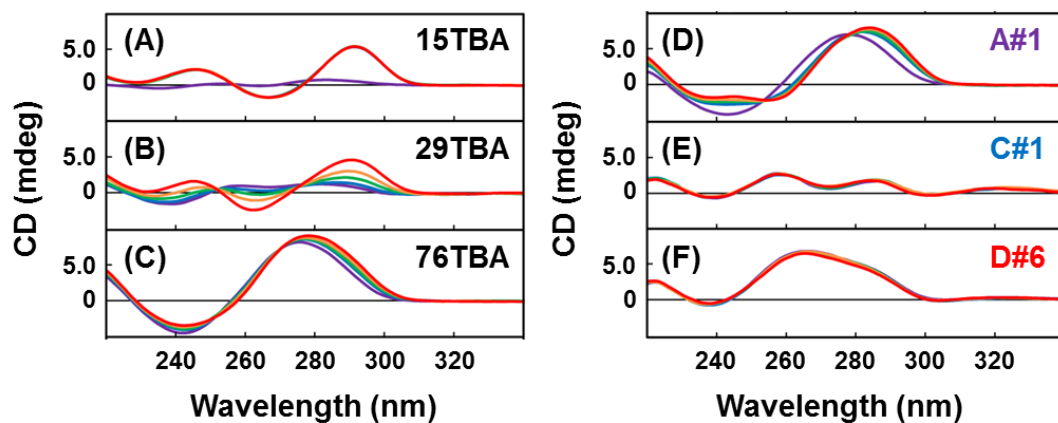 (A) 15TBA
5.0
0
(B) 29TBA
5.0
0
(C) 76TBA
5.0
0
CD (mdeg)
240 260 280 300 320
Wavelength (nm)
(D) A#1
5.0
0
(E) C#1
5.0
0
(F) D#6
5.0
0
CD (mdeg)
240 260 280 300 320
Wavelength (nm)